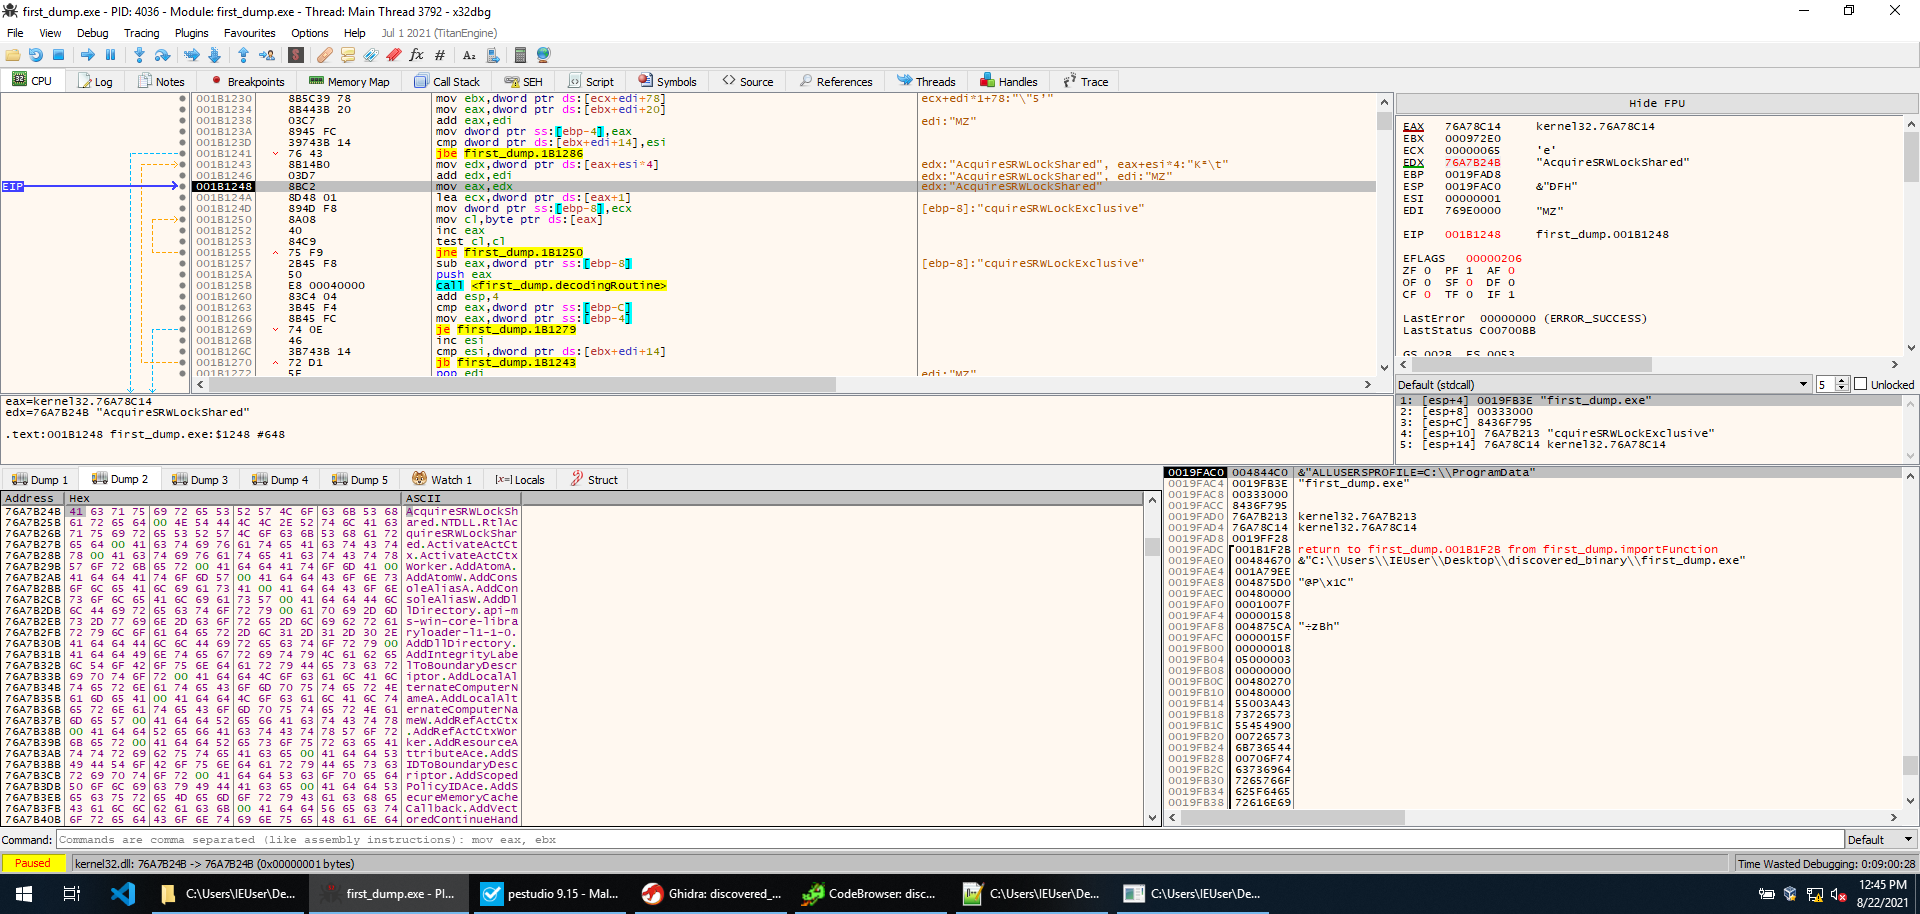 first_dump.exe - PID: 4036 - Module: first_dump.exe - Thread: Main Thread 3792 - x32dbg
File View Debug Tracing Plugins Favourites Options Help Jul 1 2021 (TitanEngine)
CPU Log Notes Breakpoints Memory Map Call Stack SEH Script Symbols Source References Threads Handles Trace
001B1230 8B5C39 78 mov ebx,dword ptr ds:[ecx+edi+78] ecx+edi*1+78:"\"5'"
001B1234 8B443B 20 mov eax,dword ptr ds:[ebx+edi+20]
001B1238 03C7 add eax,edi edi:"MZ"
001B123A 8945 FC mov dword ptr ss:[ebp-4],eax
001B123D 39743B 14 cmp dword ptr ds:[ebx+edi+14],esi
001B1241 76 43 jbe first_dump.1B1286
001B1243 8B14B0 mov edx,dword ptr ds:[eax+esi*4] edx:"AcquireSRWLockShared", eax+esi*4:"K²\t"
001B1246 03D7 add edx,edi edx:"AcquireSRWLockShared", edi:"MZ"
EIP 001B1248 8BC2 mov eax,edx edx:"AcquireSRWLockShared"
001B124A 8D48 01 lea ecx,dword ptr ds:[eax+1]
001B124D 894D F8 mov dword ptr ss:[ebp-8],ecx [ebp-8]:"cquireSRWLockExclusive"
001B1250 8A08 mov cl,byte ptr ds:[eax]
001B1252 40 inc eax
001B1253 84C9 test cl,cl
001B1255 75 F9 jne first_dump.1B1250
001B1257 2B45 F8 sub eax,dword ptr ss:[ebp-8] [ebp-8]:"cquireSRWLockExclusive"
001B125A 50 push eax
001B125B E8 00040000 call <first_dump.decodingRoutine>
001B1260 83C4 04 add esp,4
001B1263 3B45 F4 cmp eax,dword ptr ss:[ebp-C]
001B1266 8B45 FC mov eax,dword ptr ss:[ebp-4]
001B1269 74 0E je first_dump.1B1279
001B126B 46 inc esi
001B126C 3B743B 14 cmp esi,dword ptr ds:[ebx+edi+14]
001B1270 72 D1 jb first_dump.1B1243
001B1272 5F pop edi edi:"MZ"
Hide FPU
EAX 76A78C14 kernel32.76A78C14
EBX 000972E0
ECX 00000065 'e'
EDX 76A7B24B "AcquireSRWLockShared"
EBP 0019FAD8
ESP 0019FAC0 &"DFH"
ESI 00000001
EDI 769E0000 "MZ"
EIP 001B1248 first_dump.001B1248
EFLAGS 00000206
ZF 0 PF 1 AF 0
OF 0 SF 0 DF 0
CF 0 TF 0 IF 1
LastError 00000000 (ERROR_SUCCESS)
LastStatus C00700BB
GS 002B FS 0053
Default (stdcall) 5 Unlocked
1: [esp+4] 0019FB3E "first_dump.exe"
2: [esp+8] 00333000
3: [esp+C] 8436F795
4: [esp+10] 76A7B213 "cquireSRWLockExclusive"
5: [esp+14] 76A78C14 kernel32.76A78C14
eax=kernel32.76A78C14
edx=76A7B24B "AcquireSRWLockShared"
.text:001B1248 first_dump.exe:$1248 #648
Dump 1 Dump 2 Dump 3 Dump 4 Dump 5 Watch 1 [x=] Locals Struct
Address Hex ASCII
76A7B24B 41 63 71 75 69 72 65 53 52 57 4C 6F 63 6B 53 68 AcquireSRWLockSh
76A7B25B 61 72 65 64 00 4E 54 44 4C 4C 2E 52 74 6C 41 63 ared.NTDLL.RtlAc
76A7B26B 71 75 69 72 65 53 52 57 4C 6F 63 6B 53 68 61 72 quireSRWLockShar
76A7B27B 65 64 00 41 63 74 69 76 61 74 65 41 63 74 43 74 ed.ActivateActCt
76A7B28B 78 00 41 63 74 69 76 61 74 65 41 63 74 43 74 78 x.ActivateActCtx
76A7B29B 57 6F 72 6B 65 72 00 41 64 64 41 74 6F 6D 41 00 Worker.AddAtomA.
76A7B2AB 41 64 64 41 74 6F 6D 57 00 41 64 64 43 6F 6E 73 AddAtomW.AddCons
76A7B2BB 6F 6C 65 41 6C 69 61 73 41 00 41 64 64 43 6F 6E oleAliasA.AddCon
76A7B2CB 73 6F 6C 65 41 6C 69 61 73 57 00 41 64 64 44 6C soleAliasW.AddDl
76A7B2DB 6C 44 69 72 65 63 74 6F 72 79 00 61 70 69 2D 6D lDirectory.api-m
76A7B2EB 73 2D 77 69 6E 2D 63 6F 72 65 2D 6C 69 62 72 61 s-win-core-libra
76A7B2FB 72 79 6C 6F 61 64 65 72 2D 6C 31 2D 31 2D 30 2E ryloader-l1-1-0.
76A7B30B 41 64 64 44 6C 6C 44 69 72 65 63 74 6F 72 79 00 AddDllDirectory.
76A7B31B 41 64 64 49 6E 74 65 67 72 69 74 79 4C 61 62 65 AddIntegrityLabe
76A7B32B 6C 54 6F 42 6F 75 6E 64 61 72 79 44 65 73 63 72 lToBoundaryDescr
76A7B33B 69 70 74 6F 72 00 41 64 64 4C 6F 63 61 6C 41 6C iptor.AddLocalAl
76A7B34B 74 65 72 6E 61 74 65 43 6F 6D 70 75 74 65 72 4E ternateComputerN
76A7B35B 61 6D 65 41 00 41 64 64 4C 6F 63 61 6C 41 6C 74 ameA.AddLocalAlt
76A7B36B 65 72 6E 61 74 65 43 6F 6D 70 75 74 65 72 4E 61 ernateComputerNa
76A7B37B 6D 65 57 00 41 64 64 52 65 66 41 63 74 43 74 78 meW.AddRefActCtx
76A7B38B 00 41 64 64 52 65 66 41 63 74 43 74 78 57 6F 72 .AddRefActCtxWor
76A7B39B 6B 65 72 00 41 64 64 52 65 73 6F 75 72 63 65 41 ker.AddResourceA
76A7B3AB 74 74 72 69 62 75 74 65 41 63 65 00 41 64 64 53 ttributeAce.AddS
76A7B3BB 49 44 54 6F 42 6F 75 6E 64 61 72 79 44 65 73 63 IDToBoundaryDesc
76A7B3CB 72 69 70 74 6F 72 00 41 64 64 53 63 6F 70 65 64 riptor.AddScoped
76A7B3DB 50 6F 6C 69 63 79 49 44 41 63 65 00 41 64 64 53 PolicyIDAce.AddS
76A7B3EB 65 63 75 72 65 4D 65 6D 6F 72 79 43 61 63 68 65 ecureMemoryCache
76A7B3FB 43 61 6C 6C 62 61 63 6B 00 41 64 64 56 65 63 74 Callback.AddVect
76A7B40B 6F 72 65 64 43 6F 6E 74 69 6E 75 65 48 61 6E 64 oredContinueHand
0019FAC0 004844C0 &"ALLUSERSPROFILE=C:\\ProgramData"
0019FAC4 0019FB3E "first_dump.exe"
0019FAC8 00333000
0019FACC 8436F795
0019FAD0 76A7B213 kernel32.76A7B213
0019FAD4 76A78C14 kernel32.76A78C14
0019FAD8 0019FF28
0019FADC 001B1F2B return to first_dump.001B1F2B from first_dump.importFunction
0019FAE0 00484670 &"C:\\Users\\IEUser\\Desktop\\discovered_binary\\first_dump.exe"
0019FAE4 001A79EE
0019FAE8 004875D0 "@P\x1C"
0019FAEC 00480000
0019FAF0 0001007F
0019FAF4 00000158
0019FAF8 004875CA "÷zBh"
0019FAFC 0000015F
0019FB00 00000018
0019FB04 05000003
0019FB08 00000000
0019FB0C 00480270
0019FB10 00480000
0019FB14 55003A43
0019FB18 73726573
0019FB1C 55454900
0019FB20 00726573
0019FB24 6B736544
0019FB28 00706F74
0019FB2C 63736964
0019FB30 7265766F
0019FB34 625F6465
0019FB38 72616E69
Command: Commands are comma separated (like assembly instructions): mov eax, ebx Default
Paused kernel32.dll: 76A7B24B -> 76A7B24B (0x00000001 bytes) Time Wasted Debugging: 0:09:00:28
C:\Users\IEUser\De... first_dump.exe - PI... pestudio 9.15 - Mal... Ghidra: discovered_... CodeBrowser: disc... C:\Users\IEUser\De... C:\Users\IEUser\De... 12:45 PM
8/22/2021